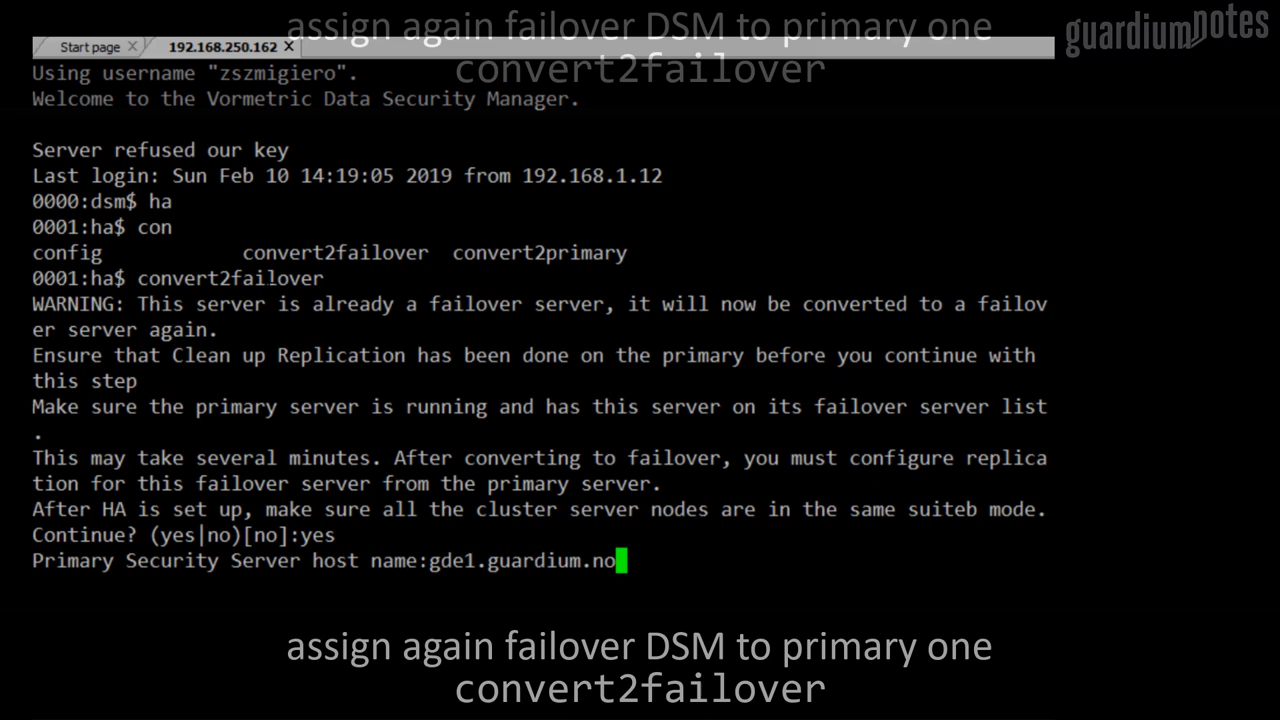 assign again failover DSM to primary one
convert2failover
guardiumnotes
Start page × 192.168.250.162 ×
Using username "zszmigiero".
Welcome to the Vormetric Data Security Manager.
Server refused our key
Last login: Sun Feb 10 14:19:05 2019 from 192.168.1.12
0000:dsm$ ha
0001:ha$ con
config convert2failover convert2primary
0001:ha$ convert2failover
WARNING: This server is already a failover server, it will now be converted to a failov
er server again.
Ensure that Clean up Replication has been done on the primary before you continue with
this step
Make sure the primary server is running and has this server on its failover server list
.
This may take several minutes. After converting to failover, you must configure replica
tion for this failover server from the primary server.
After HA is set up, make sure all the cluster server nodes are in the same suiteb mode.
Continue? (yes|no)[no]:yes
Primary Security Server host name:gde1.guardium.no
assign again failover DSM to primary one
convert2failover